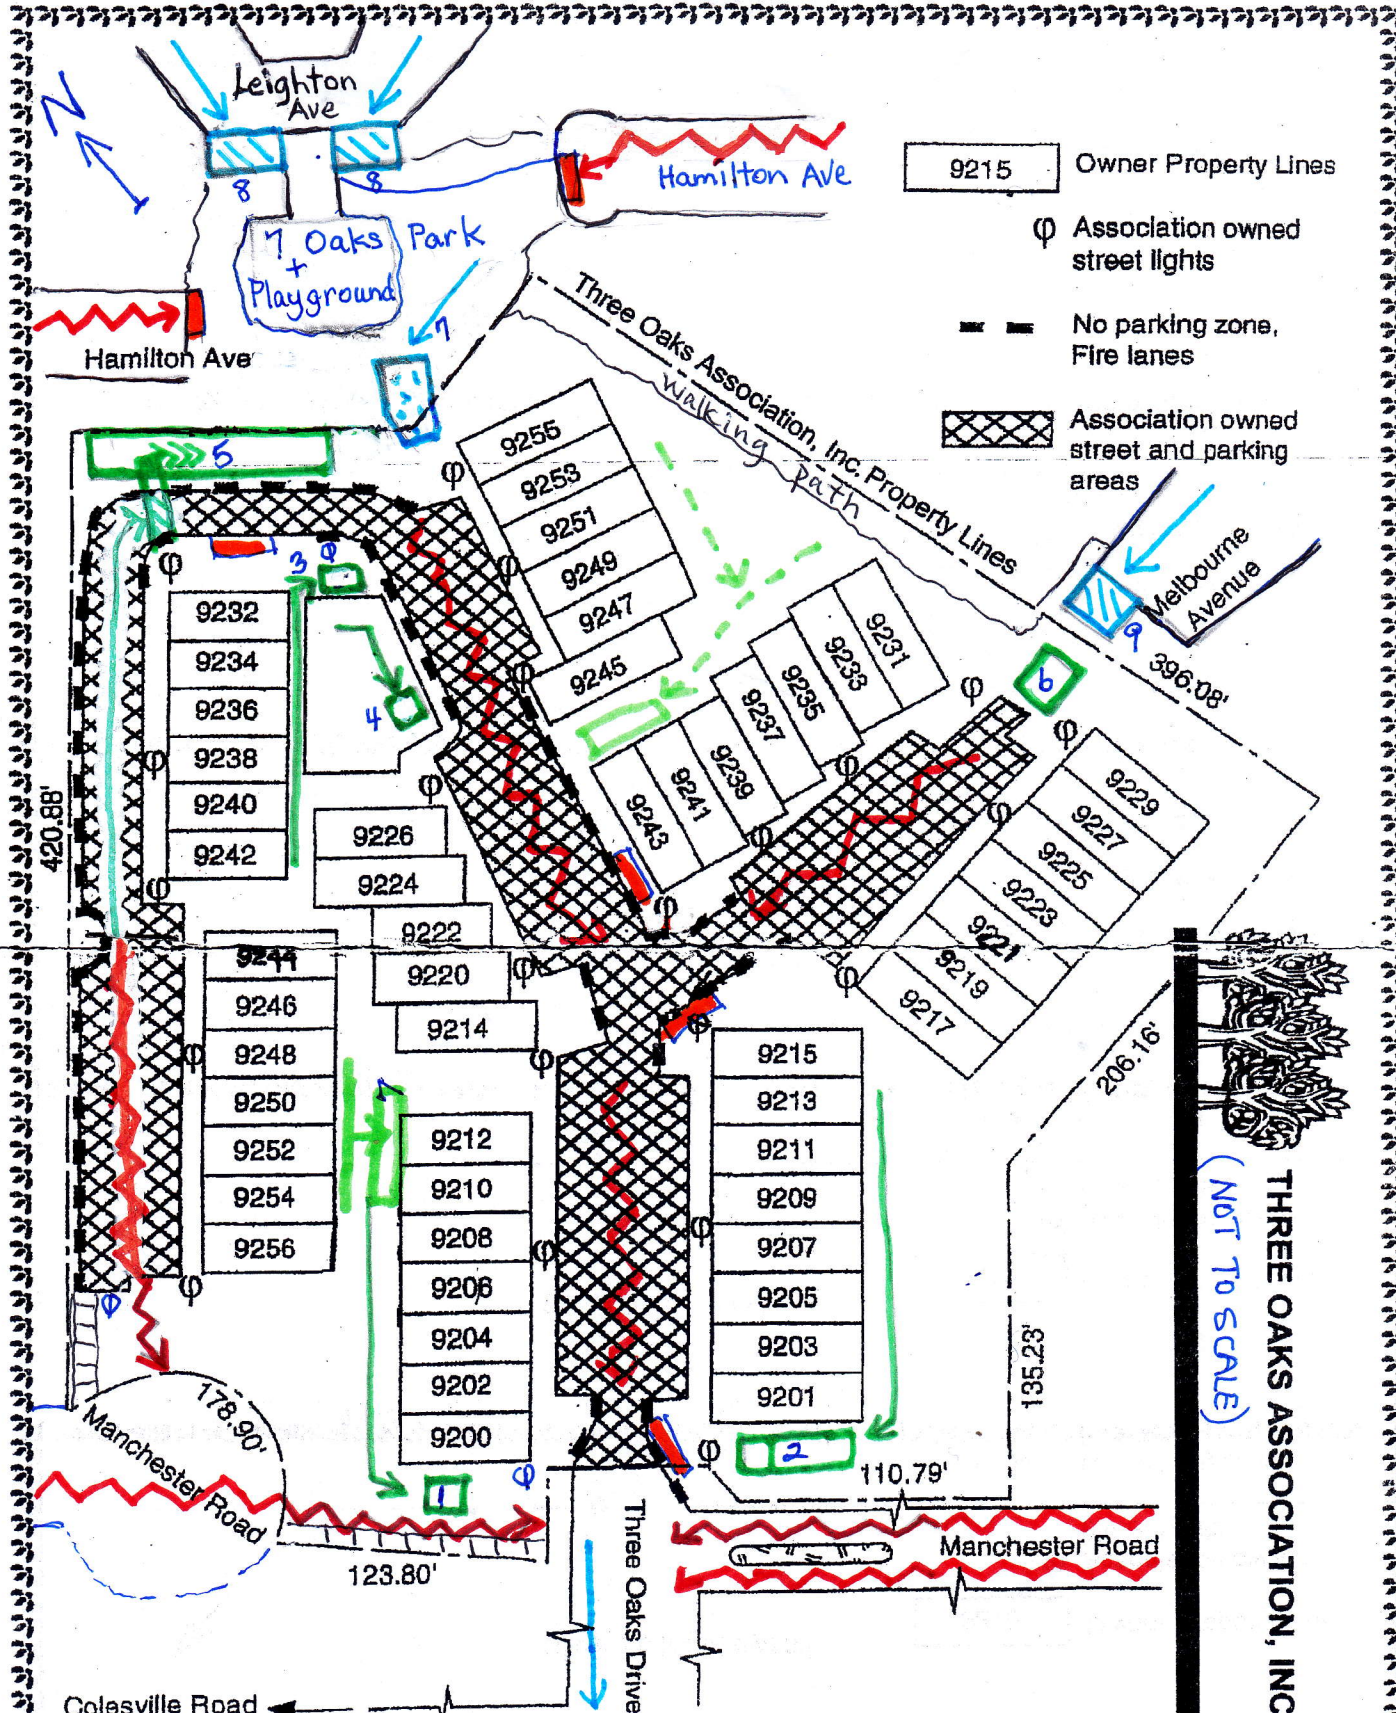 N
Leighton
Ave
8
8
Hamilton Ave
7 Oaks Park
+
Playground
7
Hamilton Ave
9215
Owner Property Lines
φ Association owned
street lights
No parking zone,
Fire lanes
Association owned
street and parking
areas
Three Oaks Association, Inc. Property Lines
Walking path
Melbourne
Avenue
9
396.08'
6
5
3
4
420.88'
9255
9253
9251
9249
9247
9245
9231
9233
9235
9237
9239
9241
9243
9232
9234
9236
9238
9240
9242
9226
9224
9222
9220
9214
9229
9227
9225
9223
9221
9219
9217
9244
9246
9248
9250
9252
9254
9256
9212
9210
9208
9206
9204
9202
9200
9215
9213
9211
9209
9207
9205
9203
9201
206.16'
135.23'
THREE OAKS ASSOCIATION, INC
(NOT TO SCALE)
178.90'
Manchester Road
1
2
110.79'
123.80'
Manchester Road
Three Oaks Drive
Colesville Road